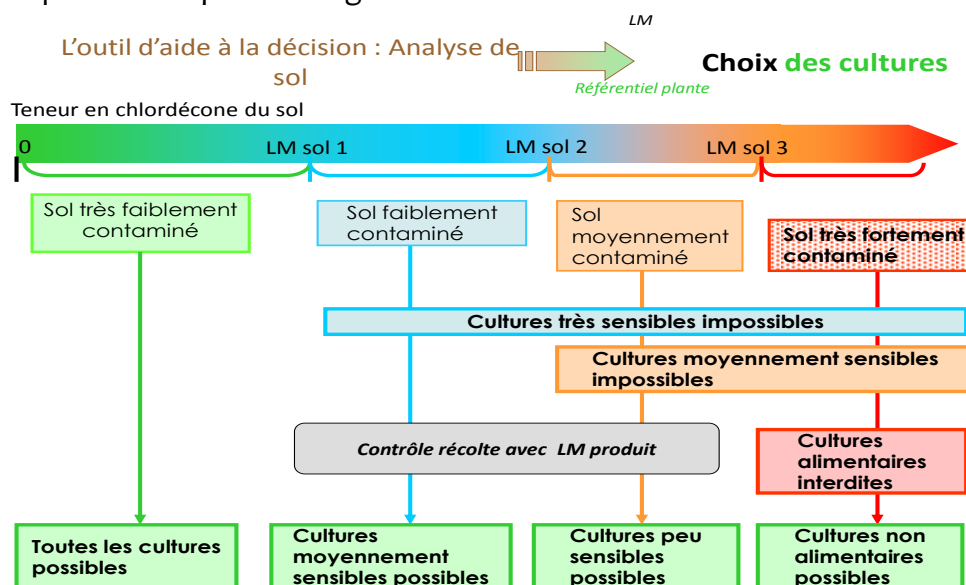 LM
L'outil d'aide à la décision : Analyse de
sol
Choix des cultures
Référentiel plante
Teneur en chlordécone du sol
0
LM sol 1
LM sol 2
LM sol 3
Sol très faiblement
contaminé
Sol faiblement
contaminé
Sol
moyennement
contaminé
Sol très fortement
contaminé
Cultures très sensibles impossibles
Cultures moyennement sensibles
impossibles
Contrôle récolte avec LM produit
Cultures
alimentaires
interdites
Toutes les cultures
possibles
Cultures
moyennement
sensibles possibles
Cultures peu
sensibles
possibles
Cultures non
alimentaires
possibles